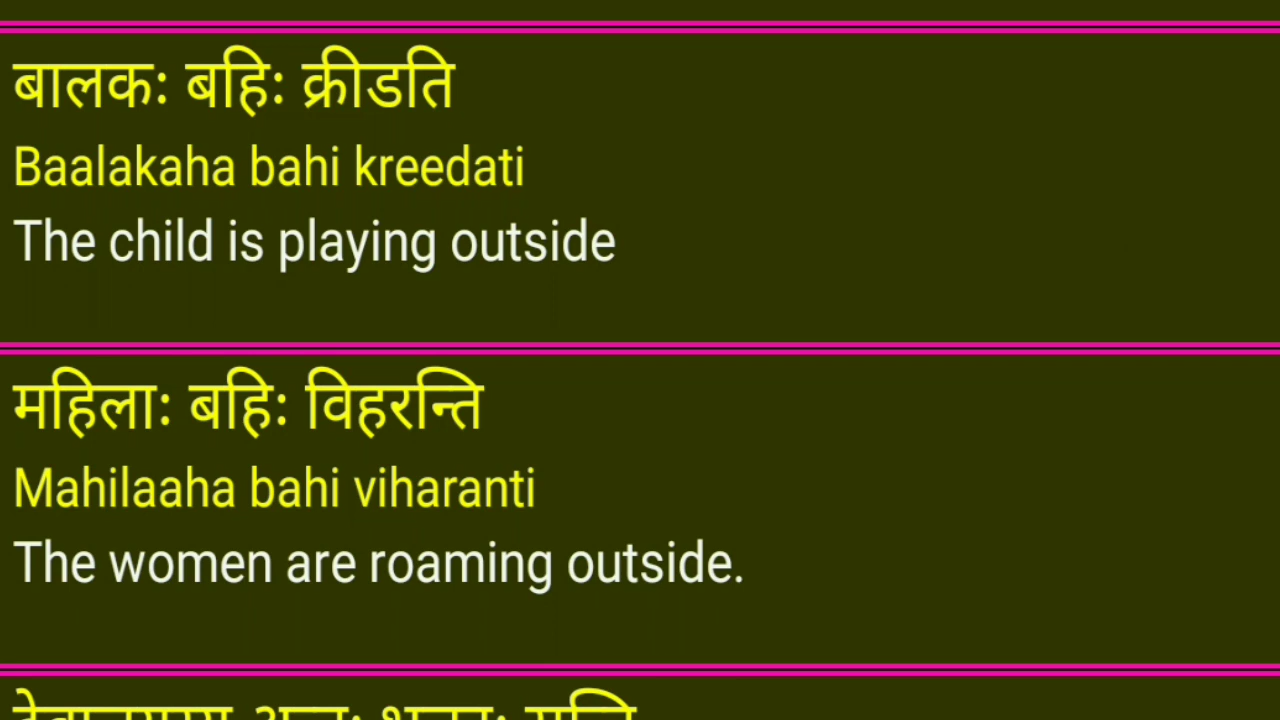 बालकः बहिः क्रीडति
Baalakaha bahi kreedati
The child is playing outside
महिलाः बहिः विहरन्ति
Mahilaaha bahi viharanti
The women are roaming outside.